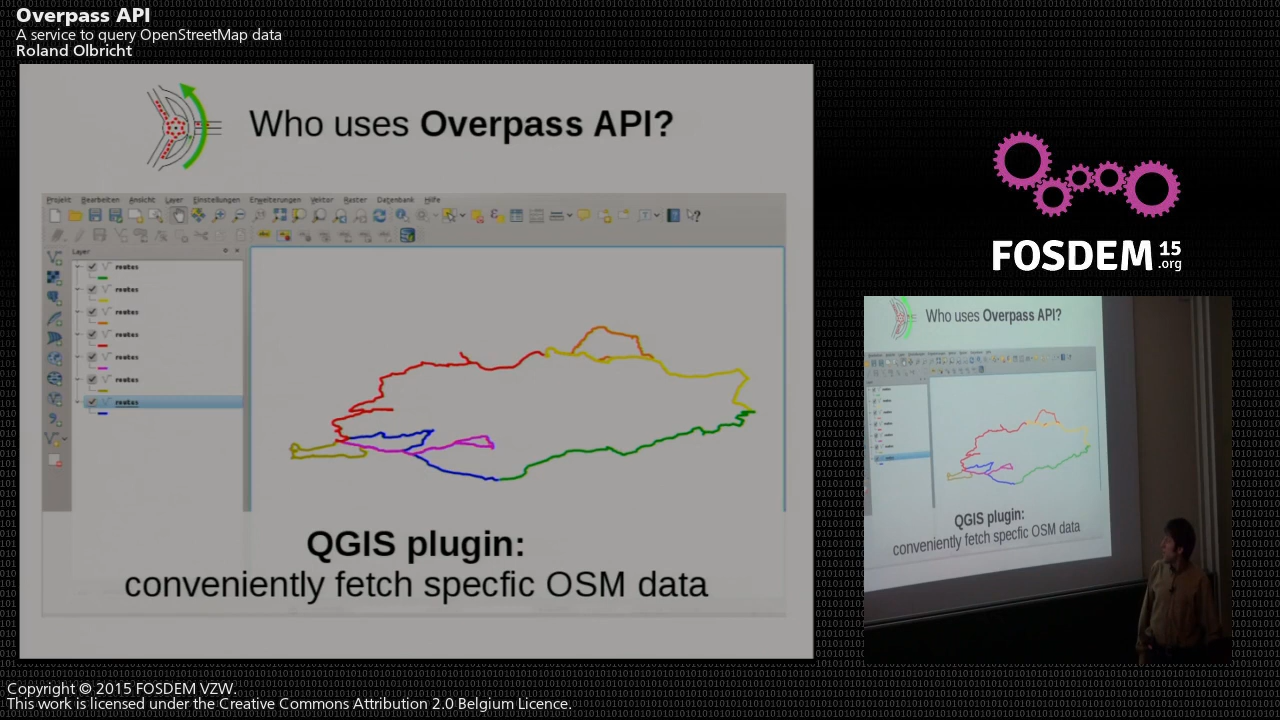 Overpass API
A service to query OpenStreetMap data
Roland Olbricht
Who uses Overpass API?
Projekt Bearbeiten Ansicht Layer Einstellungen Erweiterungen Vektor Raster Datenbank Hilfe
Layer
routes
routes
routes
routes
routes
routes
routes
QGIS plugin:
conveniently fetch specfic OSM data
FOSDEM 15
.org
Who uses Overpass API?
QGIS plugin:
conveniently fetch specfic OSM data
Copyright © 2015 FOSDEM VZW.
This work is licensed under the Creative Commons Attribution 2.0 Belgium Licence.